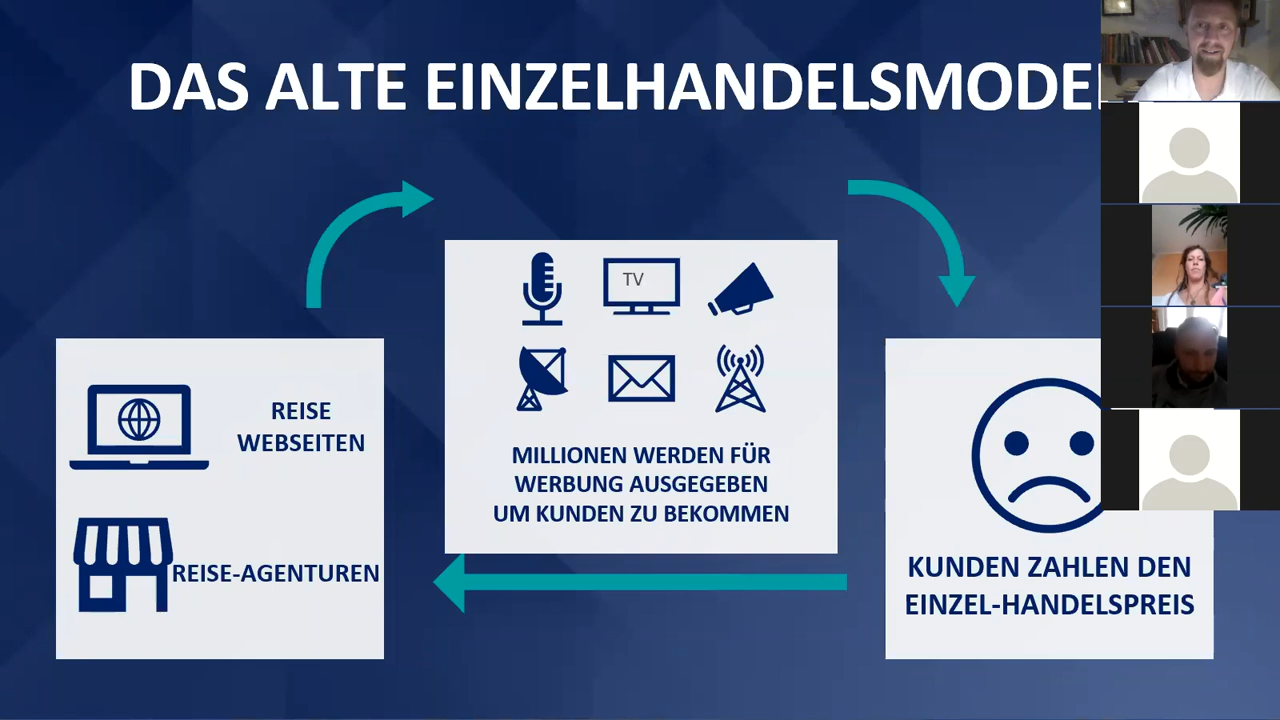 DAS ALTE EINZELHANDELSMODE
REISE
WEBSEITEN
REISE-AGENTUREN
TV
MILLIONEN WERDEN FÜR
WERBUNG AUSGEGEBEN
UM KUNDEN ZU BEKOMMEN
KUNDEN ZAHLEN DEN
EINZEL-HANDELSPREIS